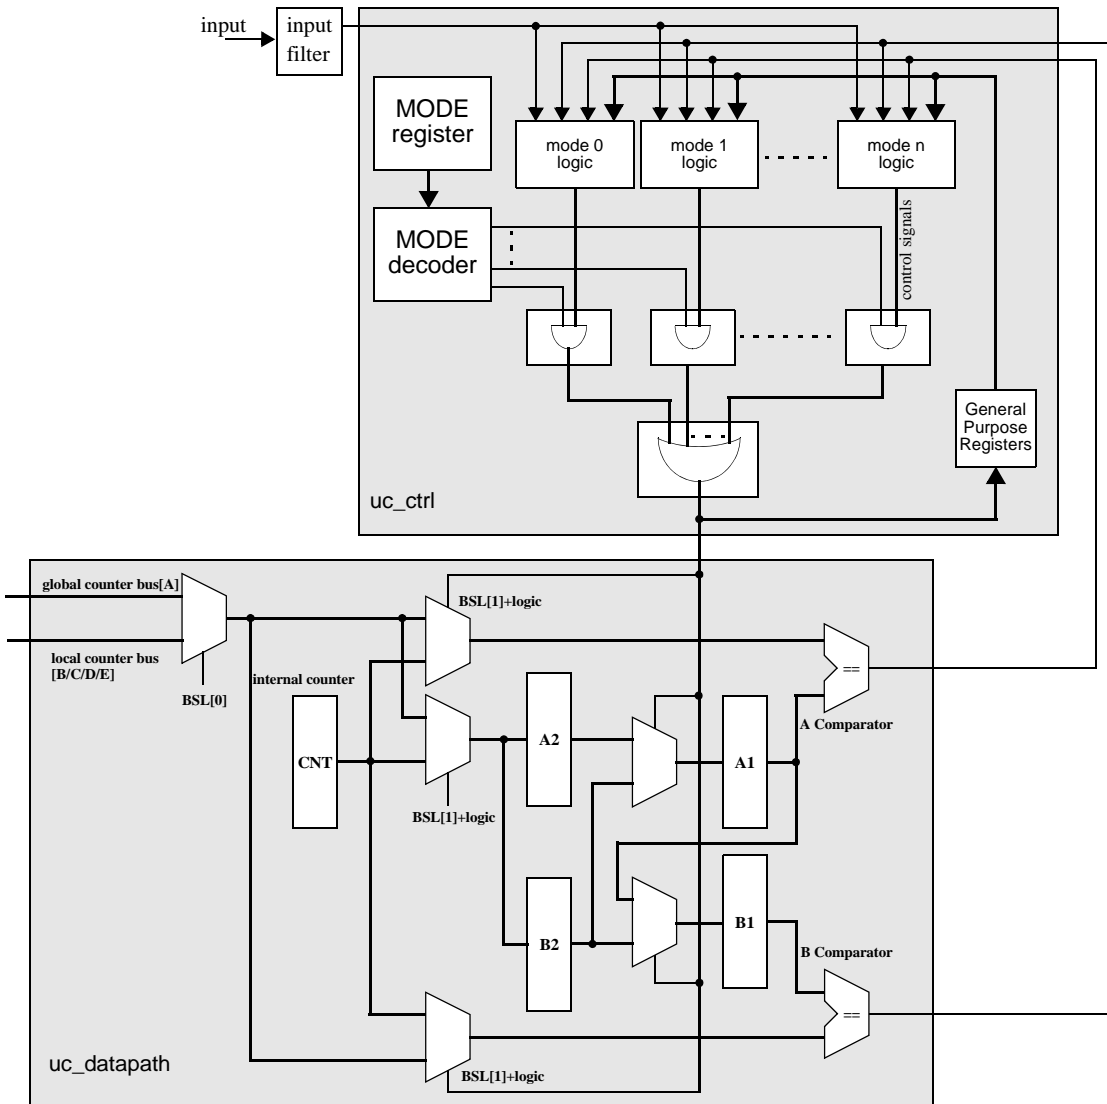 input
input
filter
MODE
register
mode 0
logic
mode 1
logic
mode n
logic
MODE
decoder
control signals
General
Purpose
Registers
uc_ctrl
global counter bus[A]
local counter bus
[B/C/D/E]
BSL[0]
BSL[1]+logic
==
internal counter
CNT
BSL[1]+logic
A2
A1
A Comparator
B2
B1
B Comparator
==
BSL[1]+logic
uc_datapath